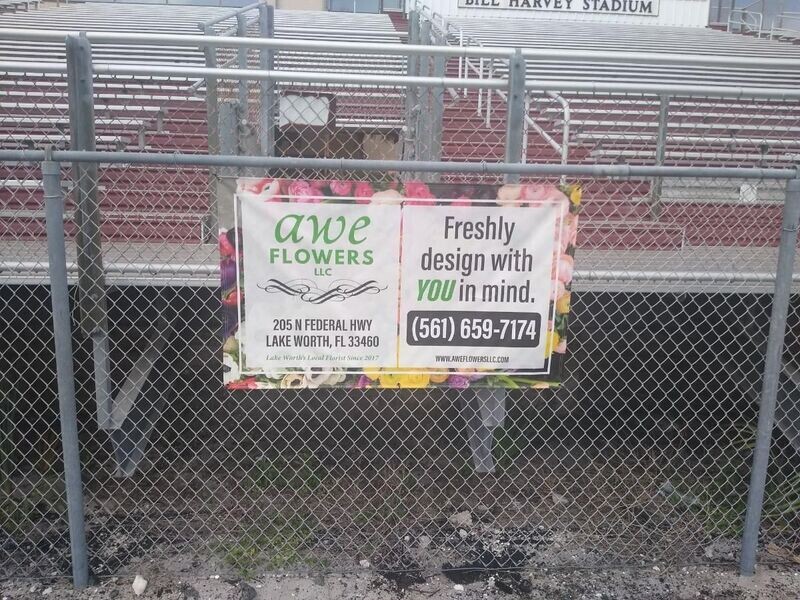 BILL HARVEY STADIUM
awe
FLOWERS
LLC
205 N FEDERAL HWY
LAKE WORTH, FL 33460
Lake Worth's Local Florist Since 2017
Freshly
design with
YOU in mind.
(561) 659-7174
WWW.AWEFLOWERSLLC.COM